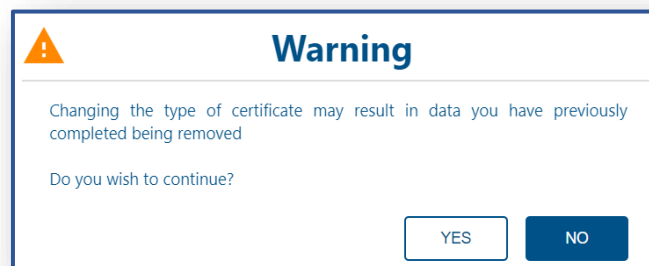 Warning
Changing the type of certificate may result in data you have previously
completed being removed
Do you wish to continue?
YES
NO